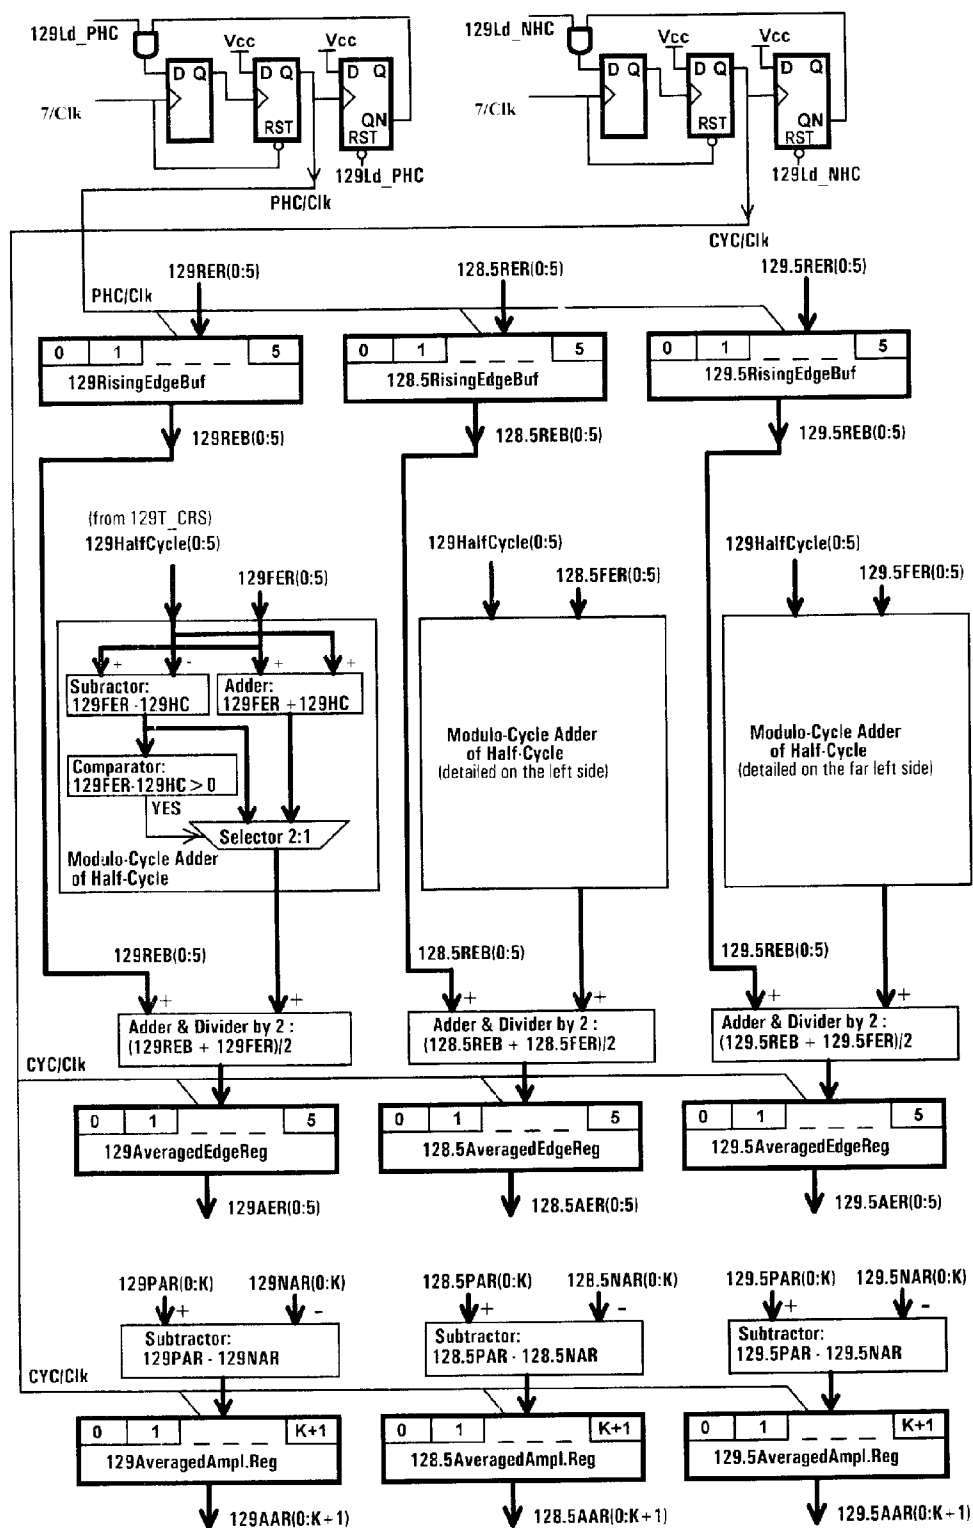 129Ld_PHC
Vcc
Vcc
D Q
D Q
D Q
QN
RST
RST
7/Clk
129Ld_PHC
PHC/Clk
129Ld_NHC
Vcc
Vcc
D Q
D Q
D Q
QN
RST
RST
7/Clk
129Ld_NHC
CYC/Clk
129RER(0:5)
128.5RER(0:5)
129.5RER(0:5)
PHC/Clk
0 1 _ _ _ 5
129RisingEdgeBuf
0 1 _ _ _ 5
128.5RisingEdgeBuf
0 1 _ _ _ 5
129.5RisingEdgeBuf
129REB(0:5)
128.5REB(0:5)
129.5REB(0:5)
(from 129T_CRS)
129HalfCycle(0:5)
129FER(0:5)
129HalfCycle(0:5)
128.5FER(0:5)
129HalfCycle(0:5)
129.5FER(0:5)
+ - + +
Subractor:
129FER - 129HC
Adder:
129FER + 129HC
Comparator:
129FER-129HC > 0
YES
Selector 2:1
Modulo-Cycle Adder
of Half-Cycle
Modulo-Cycle Adder
of Half-Cycle
(detailed on the left side)
Modulo-Cycle Adder
of Half-Cycle
(detailed on the far left side)
129REB(0:5)
128.5REB(0:5)
129.5REB(0:5)
+ +
+ +
+ +
Adder & Divider by 2 :
(129REB + 129FER)/2
Adder & Divider by 2 :
(128.5REB + 128.5FER)/2
Adder & Divider by 2 :
(129.5REB + 129.5FER)/2
CYC/Clk
0 1 _ _ _ 5
129AveragedEdgeReg
0 1 _ _ _ 5
128.5AveragedEdgeReg
0 1 _ _ _ 5
129.5AveragedEdgeReg
129AER(0:5)
128.5AER(0:5)
129.5AER(0:5)
129PAR(0:K) 129NAR(0:K)
128.5PAR(0:K) 128.5NAR(0:K)
129.5PAR(0:K) 129.5NAR(0:K)
+ -
+ -
+ -
Subtractor:
129PAR - 129NAR
Subtractor:
128.5PAR - 128.5NAR
Subtractor:
129.5PAR - 129.5NAR
CYC/Clk
0 1 _ _ _ K+1
129AveragedAmpl.Reg
0 1 _ _ _ K+1
128.5AveragedAmpl.Reg
0 1 _ _ _ K+1
129.5AveragedAmpl.Reg
129AAR(0:K+1)
128.5AAR(0:K+1)
129.5AAR(0:K+1)